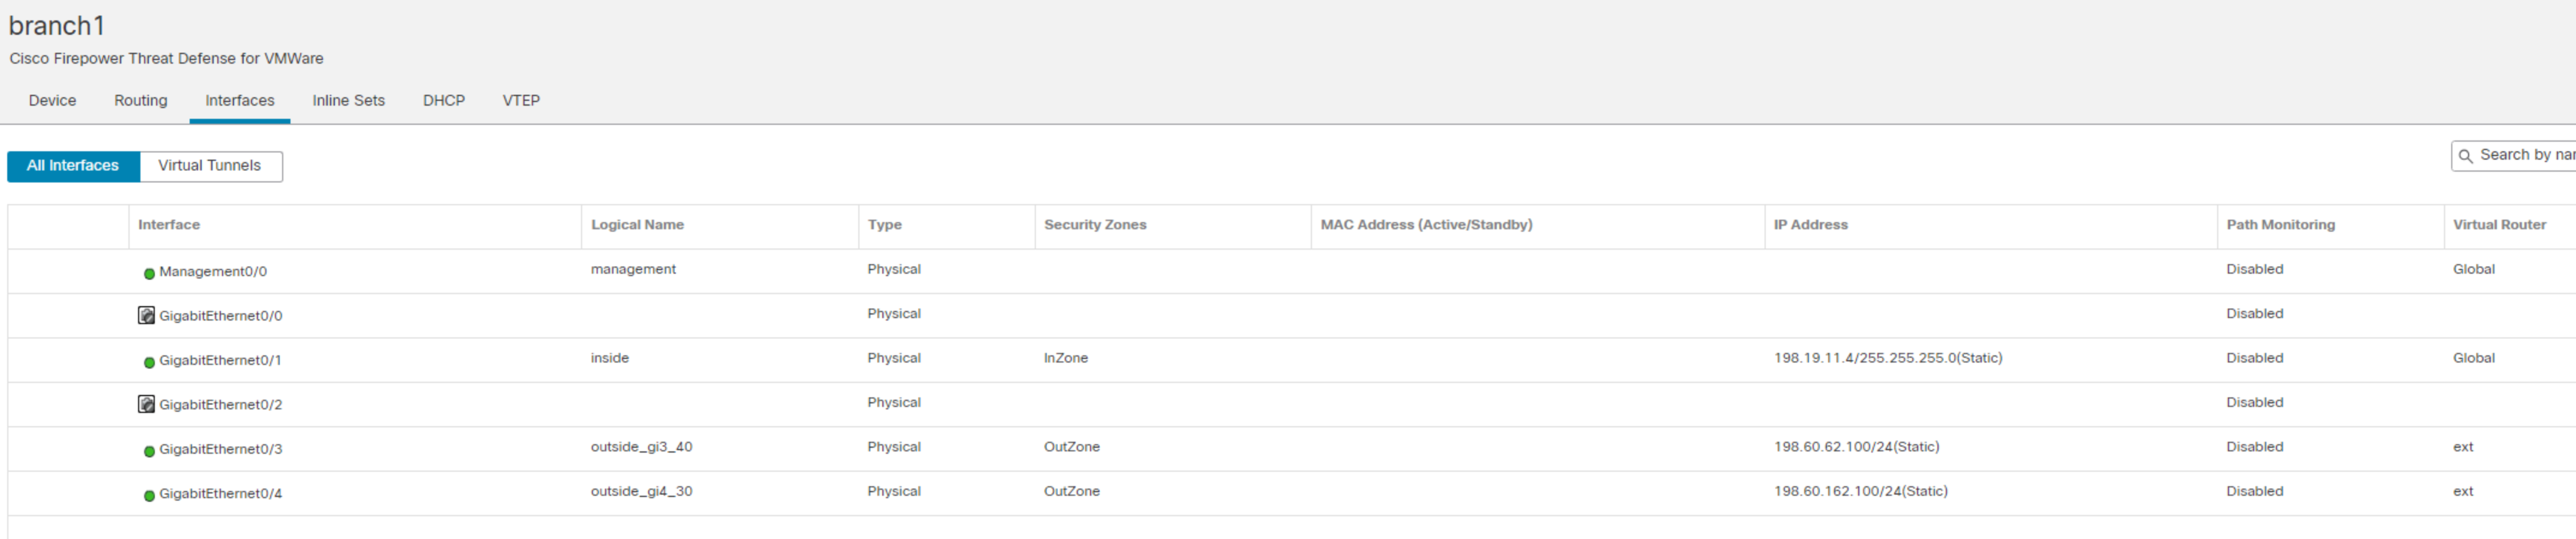 branch1
Cisco Firepower Threat Defense for VMWare
Device Routing Interfaces Inline Sets DHCP VTEP
All Interfaces Virtual Tunnels Search by nar
Interface Logical Name Type Security Zones MAC Address (Active/Standby) IP Address Path Monitoring Virtual Router
Management0/0 management Physical Disabled Global
GigabitEthernet0/0 Physical Disabled
GigabitEthernet0/1 inside Physical InZone 198.19.11.4/255.255.255.0(Static) Disabled Global
GigabitEthernet0/2 Physical Disabled
GigabitEthernet0/3 outside_gi3_40 Physical OutZone 198.60.62.100/24(Static) Disabled ext
GigabitEthernet0/4 outside_gi4_30 Physical OutZone 198.60.162.100/24(Static) Disabled ext